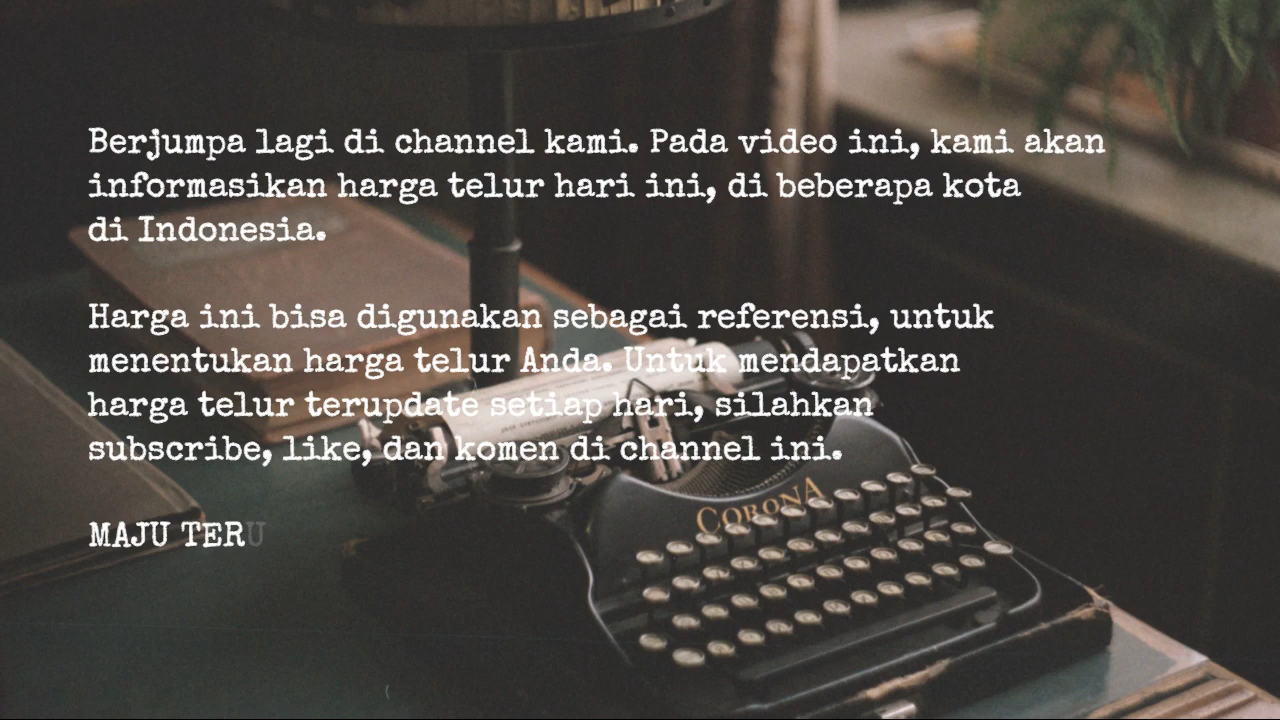 Berjumpa lagi di channel kami. Pada video ini, kami akan
informasikan harga telur hari ini, di beberapa kota
di Indonesia.
Harga ini bisa digunakan sebagai referensi, untuk
menentukan harga telur Anda. Untuk mendapatkan
harga telur terupdate setiap hari, silahkan
subscribe, like, dan komen di channel ini.
MAJU TERU
CORONA